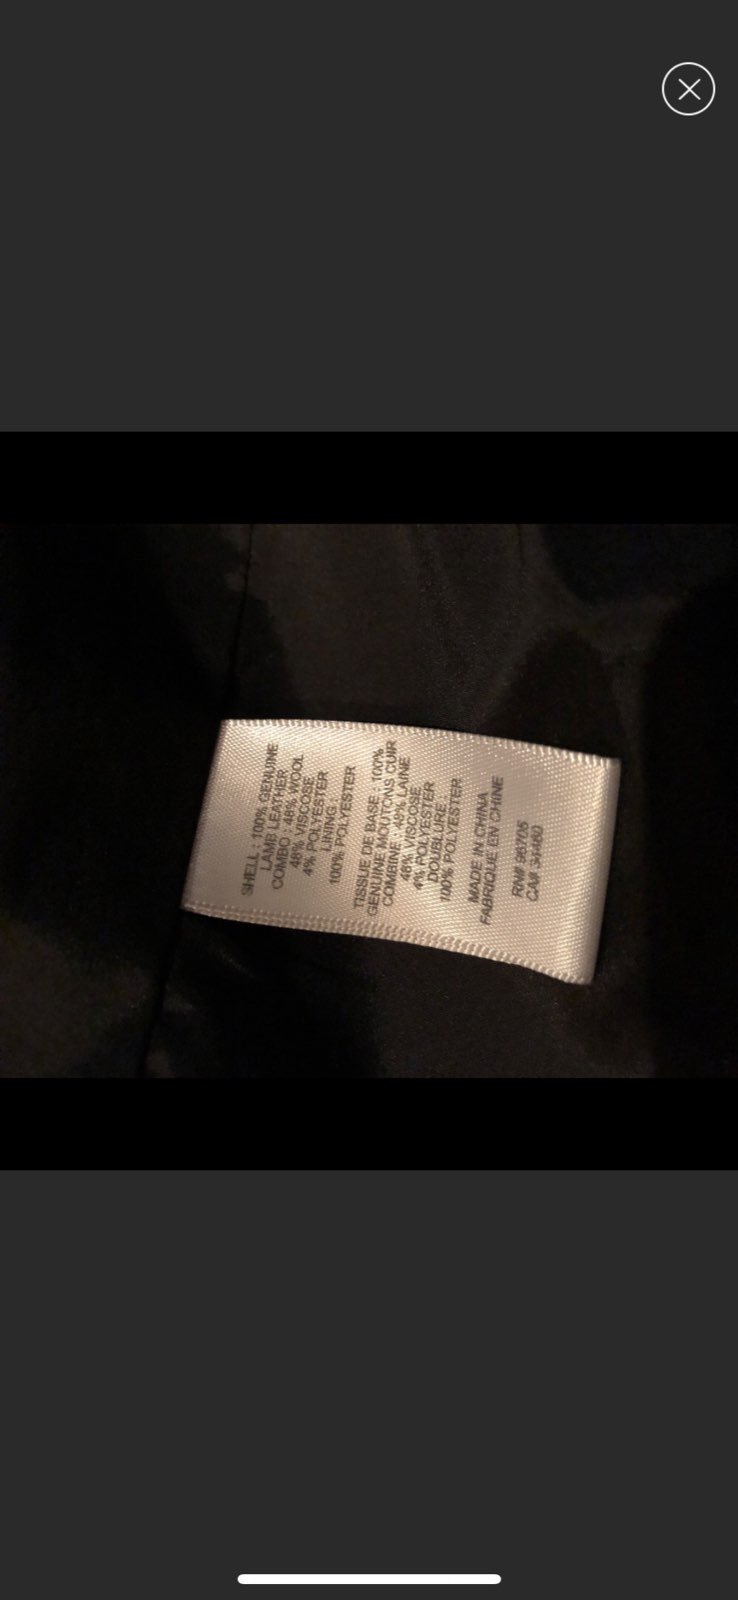 SHELL : 100% GENUINE
LAMB LEATHER
COMBO : 48% WOOL
48% VISCOSE
4% POLYESTER
LINING :
100% POLYESTER
TISSUE DE BASE : 100%
GENUINE MOUTONS CUIR
COMBINE : 48% LAINE
48% VISCOSE
4% POLYESTER
DOUBLURE :
100% POLYESTER
MADE IN CHINA
FABRIQUE EN CHINE
RN# 96705
CA#